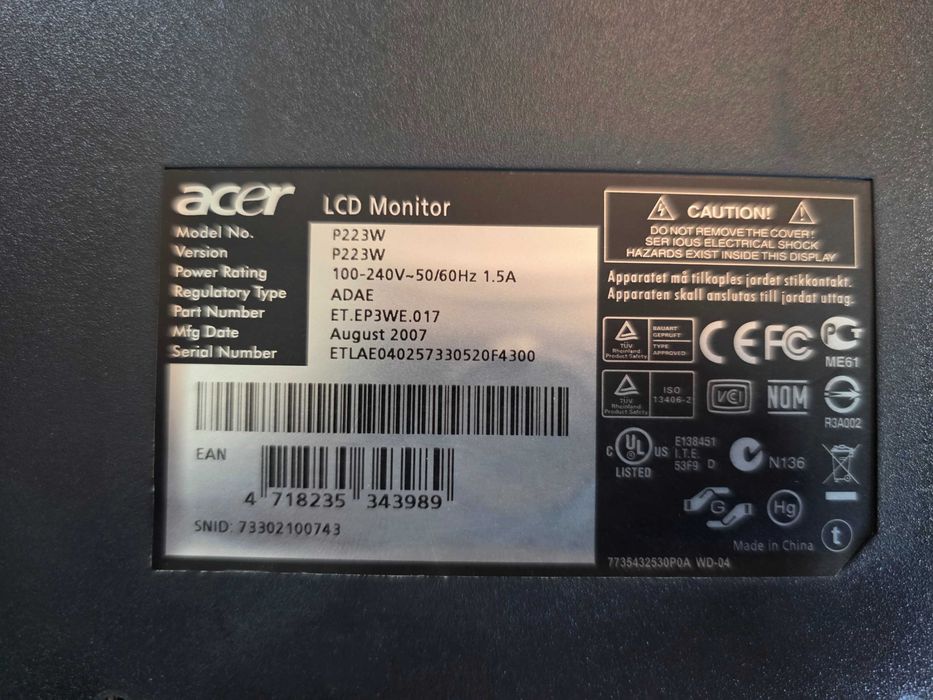 acer LCD Monitor
Model No. P223W
Version P223W
Power Rating 100-240V~50/60Hz 1.5A
Regulatory Type ADAE
Part Number ET.EP3WE.017
Mfg Date August 2007
Serial Number ETLAE040257330520F4300
EAN
4 718235 343989
SNID: 73302100743
CAUTION!
DO NOT REMOVE THE COVER!
SER IOUS ELECTRICAL SHOCK
HAZARDS EXIST INSIDE THIS DISPLAY
Apparatet må tilkoples jordet stikkontakt.
Apparaten skall anslutas till jordat uttag.
TÜV
Rheinland
Product Safety
BAUART
GEPRÜFT
TYPE
APPROVED
CE FC
ME61
TÜV
Rheinland
Product Safety
ISO
13406-2
VCI
NOM
R3A002
C UL US
LISTED
E138451
I.T.E.
53F9 D
N136
G
Hg
Made in China
t
7735432530P0A WD-04